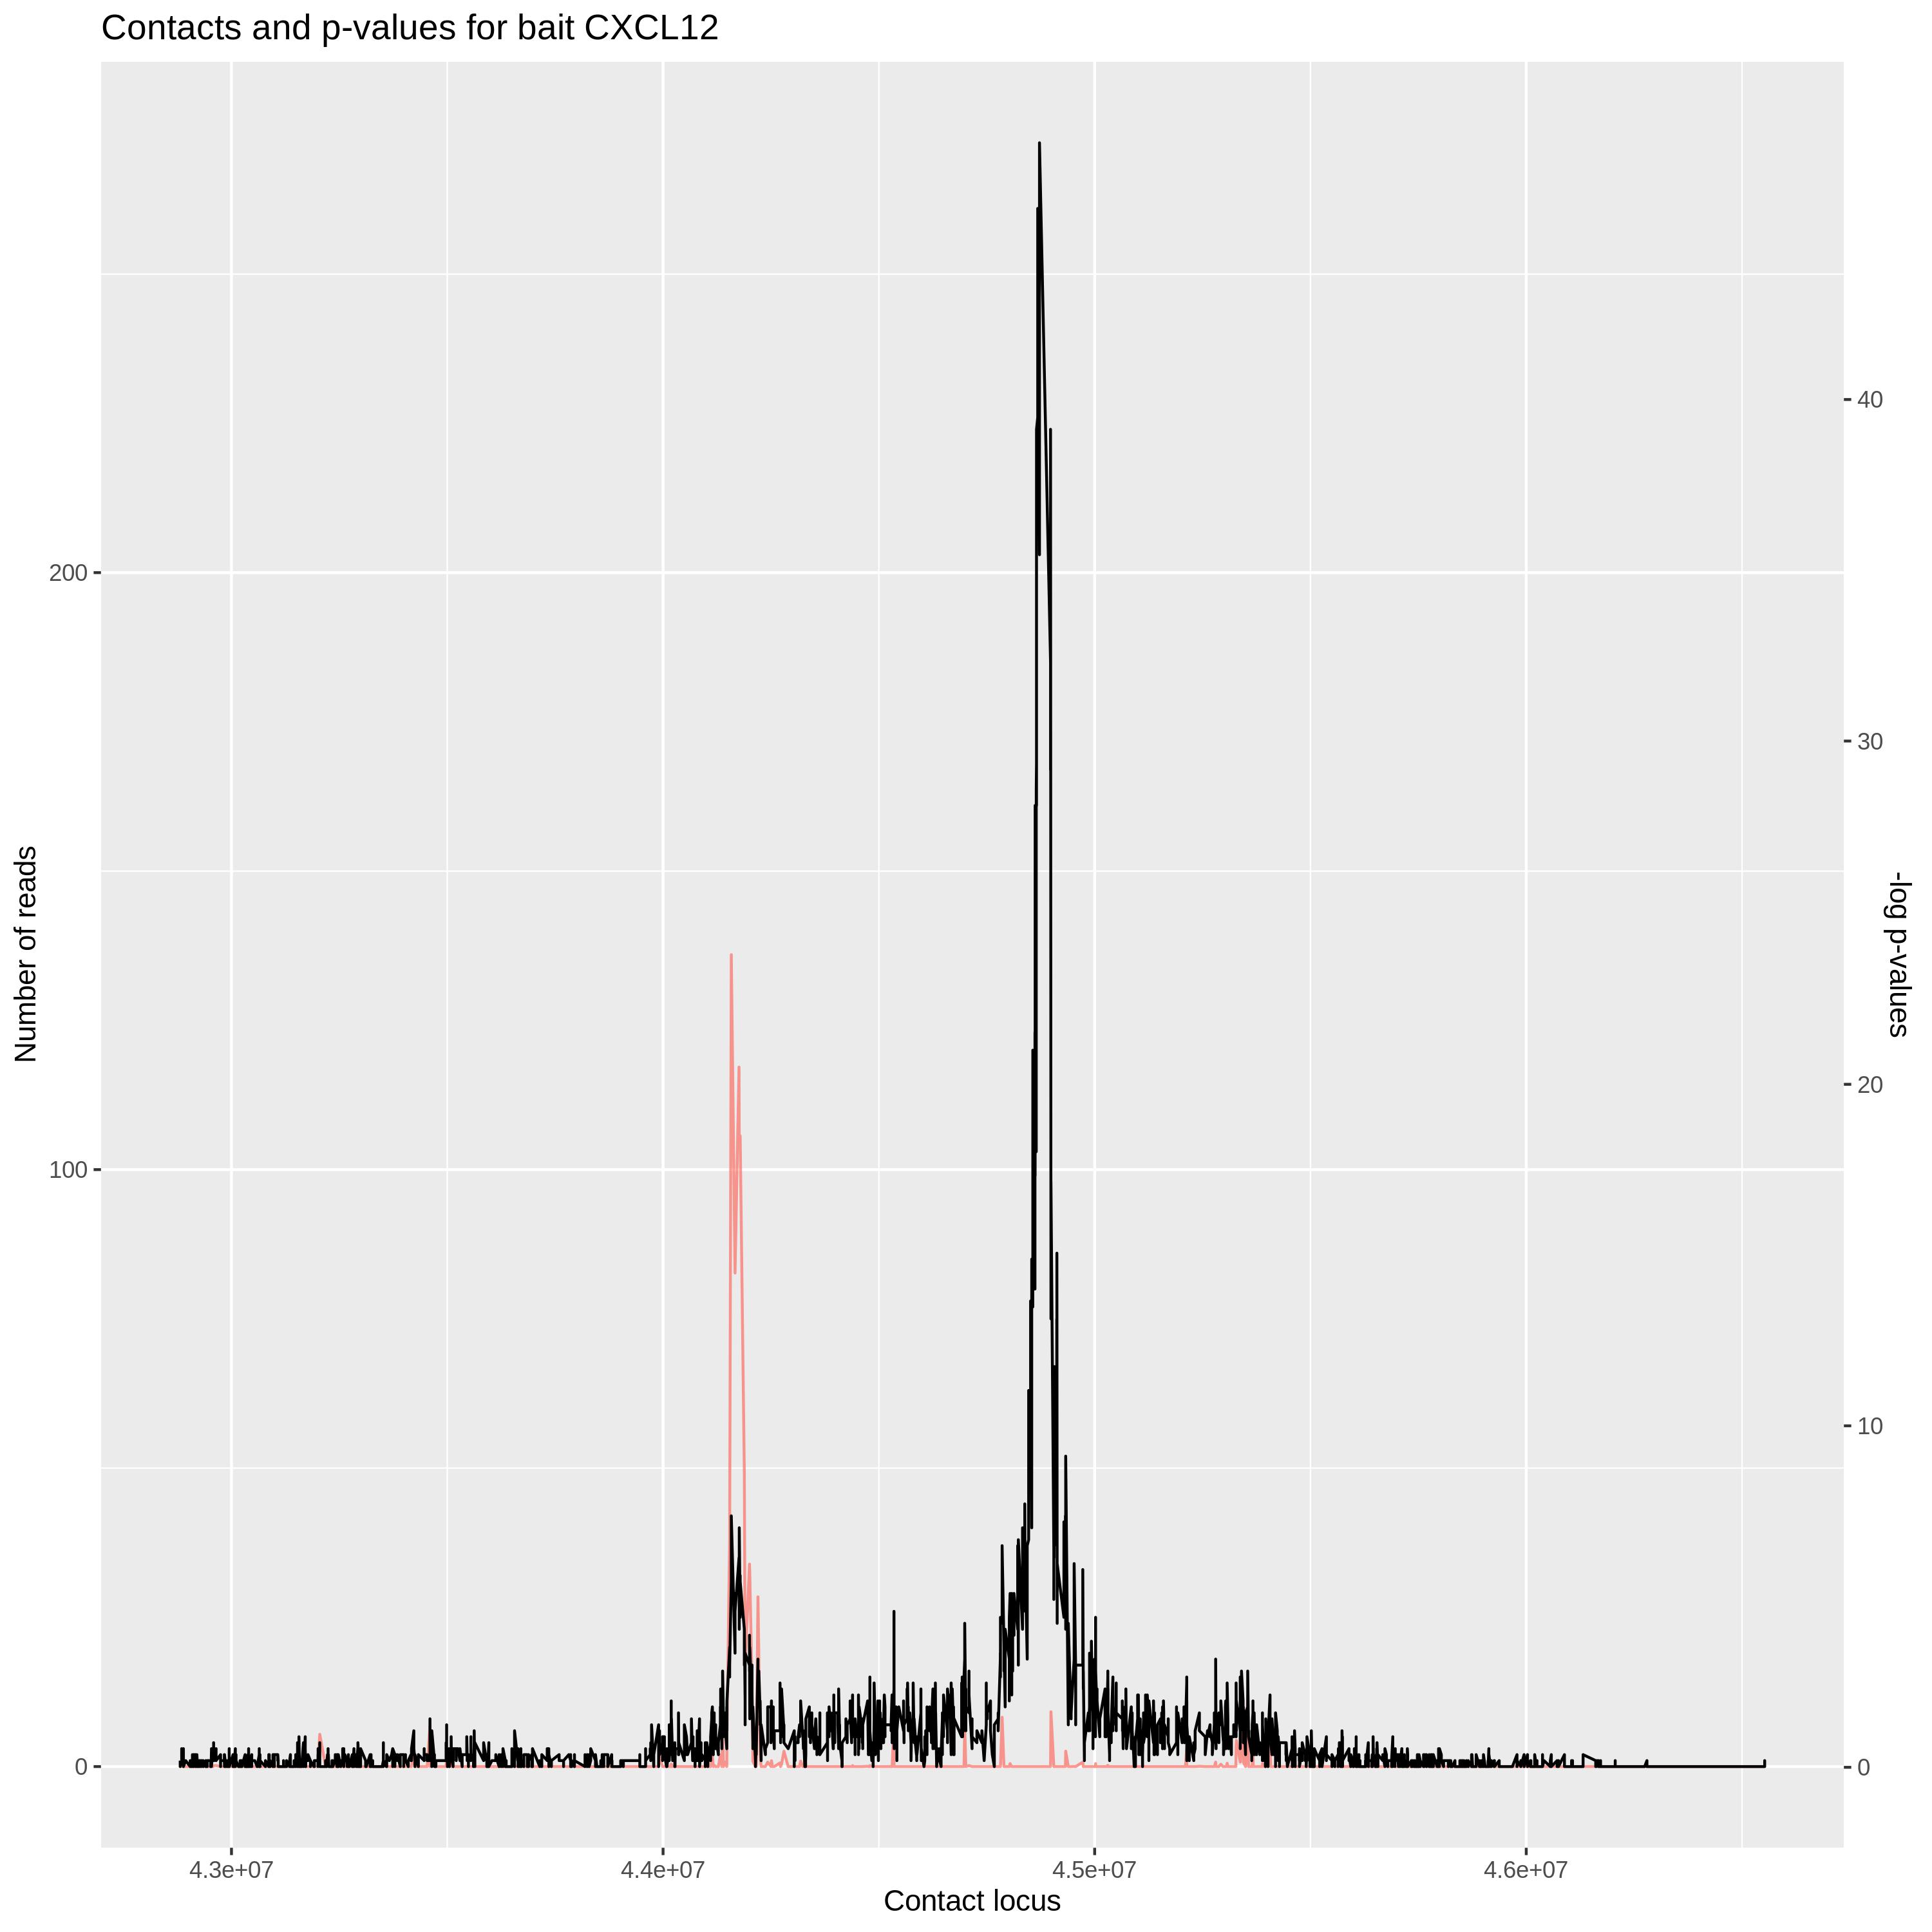 Contacts and p-values for bait CXCL12
200
100
0
Number of reads
40
30
20
10
0
-log p-values
4.3e+07
4.4e+07
4.5e+07
4.6e+07
Contact locus